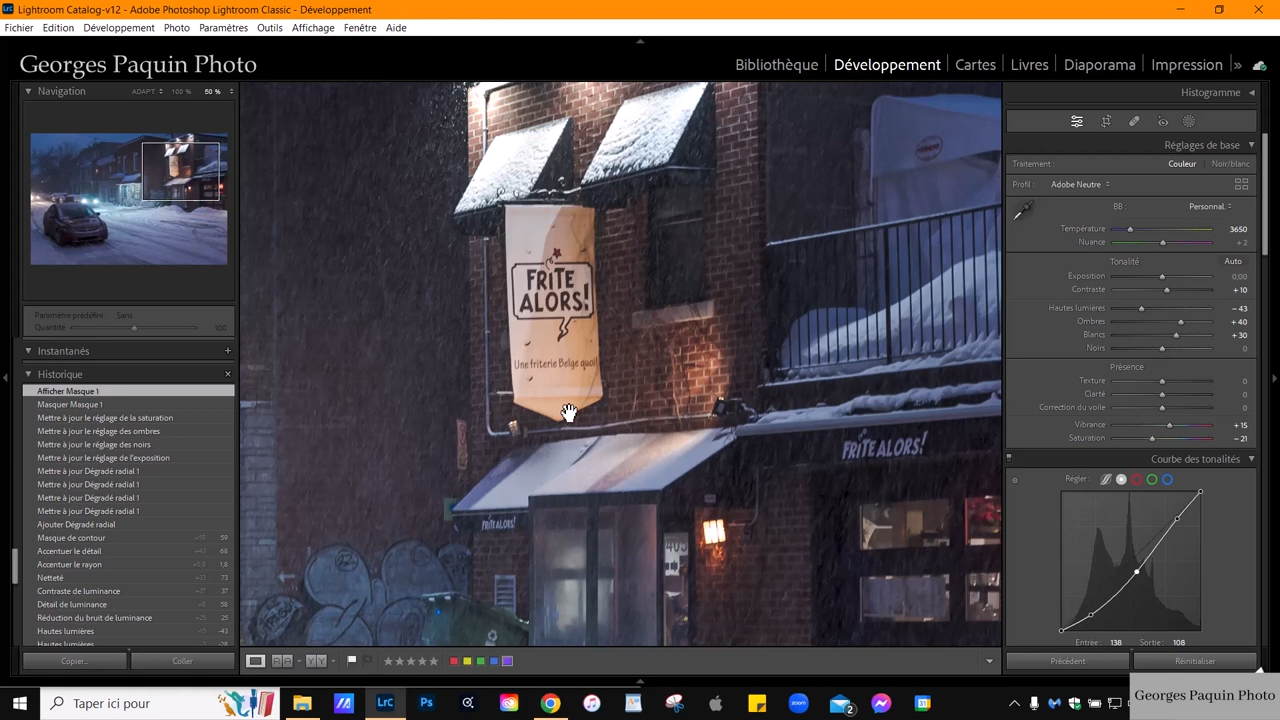 Lightroom Catalog-v12 - Adobe Photoshop Lightroom Classic - Développement
Fichier Edition Développement Photo Paramètres Outils Affichage Fenêtre Aide
Georges Paquin Photo
Bibliothèque Développement Cartes Livres Diaporama Impression »
Navigation ADAPT. 100 % 50 %
Histogramme
Réglages de base
Traitement : Couleur Noir/blanc
Profil : Adobe Neutre
BB : Personnal.
Température 3650
Nuance +2
Tonalité Auto
Exposition 0,00
Contraste +10
Hautes lumières −43
Ombres +40
Blancs +30
Noirs 0
Présence
Texture 0
Clarté 0
Correction du voile 0
Vibrance +15
Saturation −21
Courbe des tonalités
Régler :
Entrée : 138 Sortie : 108
Précédent Réinitialiser
Paramètre prédéfini : Sans
Quantité 100
Instantanés +
Historique ×
Afficher Masque 1
Masquer Masque 1
Mettre à jour le réglage de la saturation
Mettre à jour le réglage des ombres
Mettre à jour le réglage des noirs
Mettre à jour le réglage de l'exposition
Mettre à jour Dégradé radial 1
Mettre à jour Dégradé radial 1
Mettre à jour Dégradé radial 1
Mettre à jour Dégradé radial 1
Ajouter Dégradé radial
Masque de contour +59 59
Accentuer le détail +43 68
Accentuer le rayon +0,8 1,8
Netteté +33 73
Contraste de luminance 37
Détail de luminance +8 58
Réduction du bruit de luminance +25 25
Hautes lumières -43
Copier... Coller
FRITE
ALORS!
Une friterie Belge quoi!
FRITE ALORS!
FRITE ALORS!
Taper ici pour
Ps
LrC
2
Georges Paquin Photo